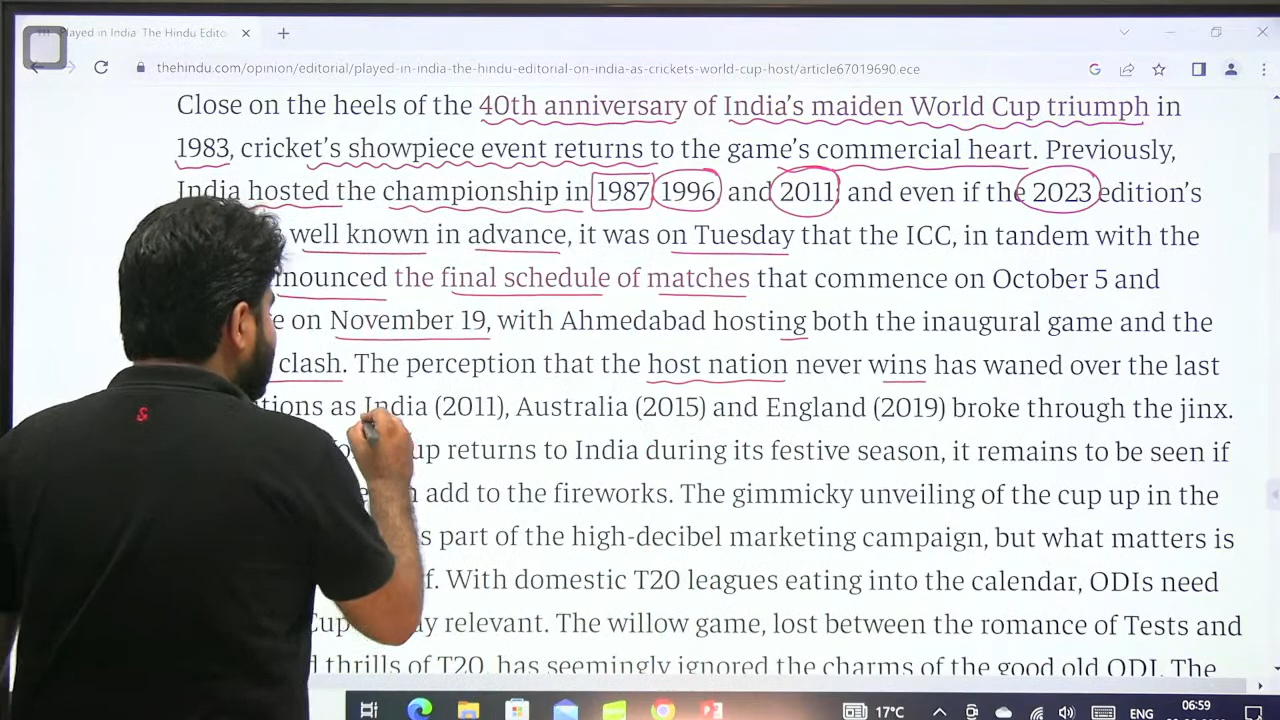 Played in India The Hindu Edito
thehindu.com/opinion/editorial/played-in-india-the-hindu-editorial-on-india-as-crickets-world-cup-host/article67019690.ece
Close on the heels of the 40th anniversary of India's maiden World Cup triumph in
1983, cricket's showpiece event returns to the game's commercial heart. Previously,
India hosted the championship in 1987 1996 and 2011; and even if the 2023 edition's
well known in advance, it was on Tuesday that the ICC, in tandem with the
nounced the final schedule of matches that commence on October 5 and
e on November 19, with Ahmedabad hosting both the inaugural game and the
clash. The perception that the host nation never wins has waned over the last
tions as India (2011), Australia (2015) and England (2019) broke through the jinx.
up returns to India during its festive season, it remains to be seen if
add to the fireworks. The gimmicky unveiling of the cup up in the
s part of the high-decibel marketing campaign, but what matters is
f. With domestic T20 leagues eating into the calendar, ODIs need
Cup y relevant. The willow game, lost between the romance of Tests and
thrills of T20, has seemingly ignored the charms of the good old ODI. The
17°C ENG 06:59